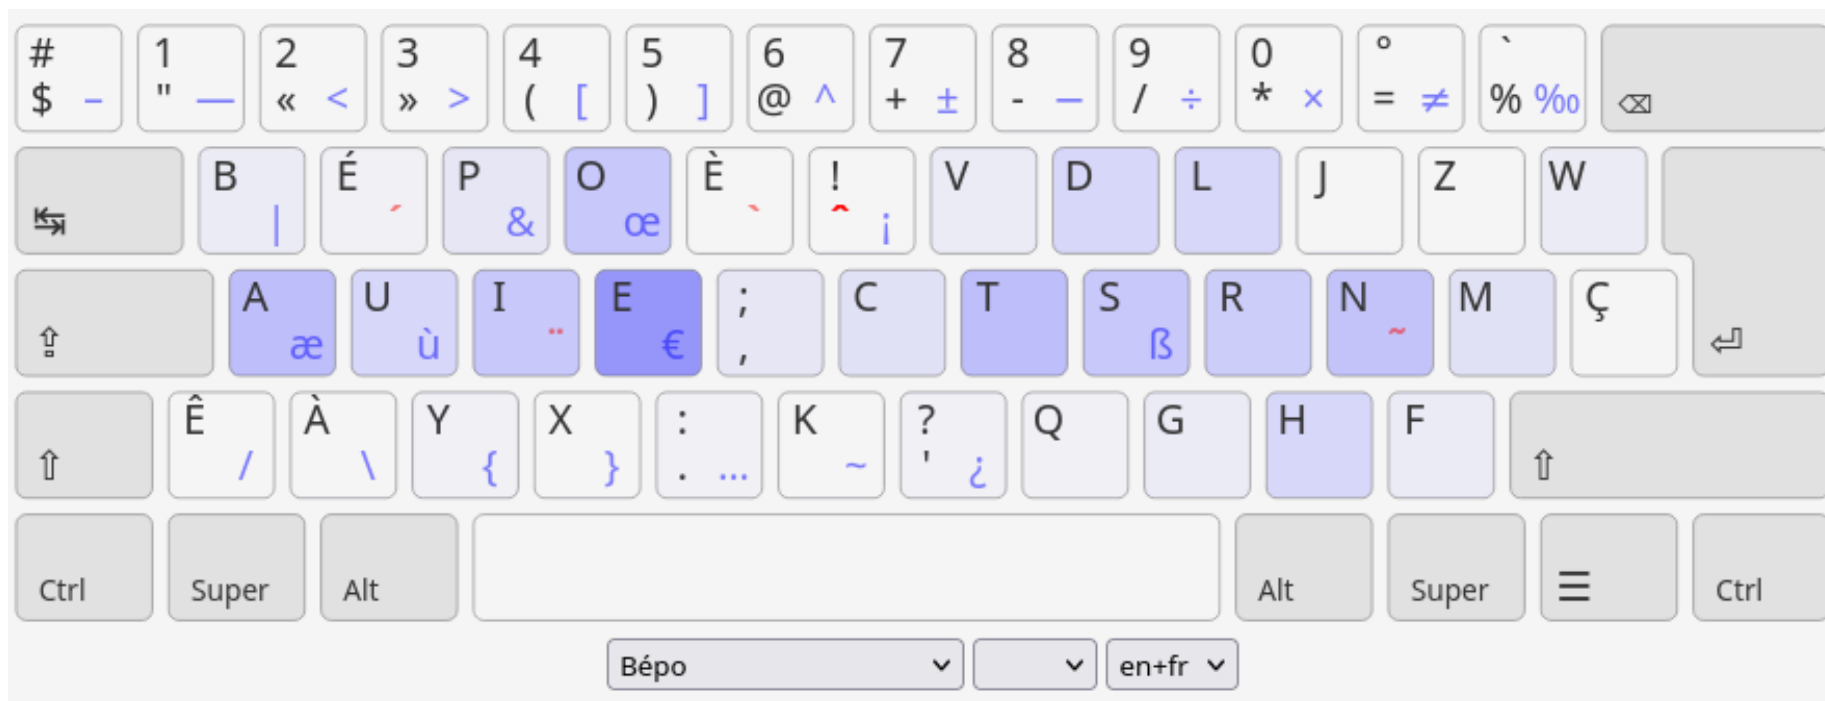 # 1 2 3 4 5 6 7 8 9 0 ° `
$ – " — « < » > ( [ ) ] @ ^ + ± - − / ÷ * × = ≠ % ‰ ⌫
B É P O È ! V D L J Z W
↹ | ´ & œ ` ^ ¡
A U I E ; C T S R N M Ç
⇪ æ ù ¨ € , ß ~ ⏎
Ê À Y X : K ? Q G H F
⇧ / \ { } . … ~ ' ¿ ⇧
Ctrl Super Alt Alt Super ☰ Ctrl
Bépo en+fr